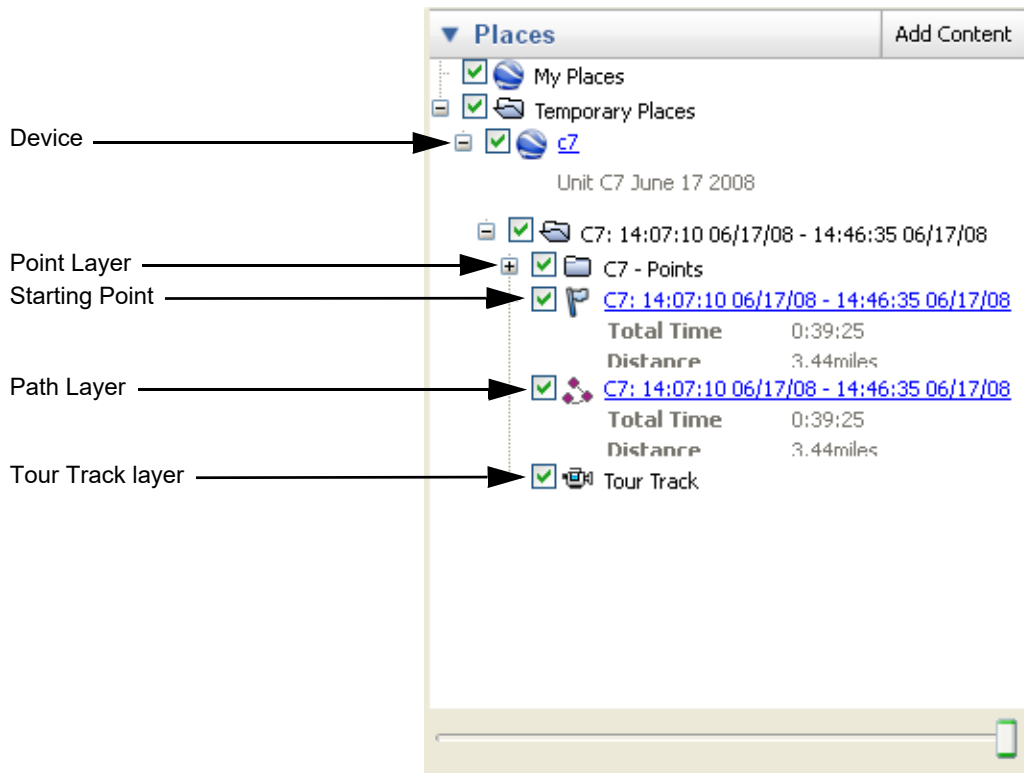 Places Add Content
My Places
Temporary Places
Device
c7
Unit C7 June 17 2008
C7: 14:07:10 06/17/08 - 14:46:35 06/17/08
Point Layer
C7 - Points
Starting Point
C7: 14:07:10 06/17/08 - 14:46:35 06/17/08
Total Time 0:39:25
Distance 3.44miles
Path Layer
C7: 14:07:10 06/17/08 - 14:46:35 06/17/08
Total Time 0:39:25
Distance 3.44miles
Tour Track layer
Tour Track